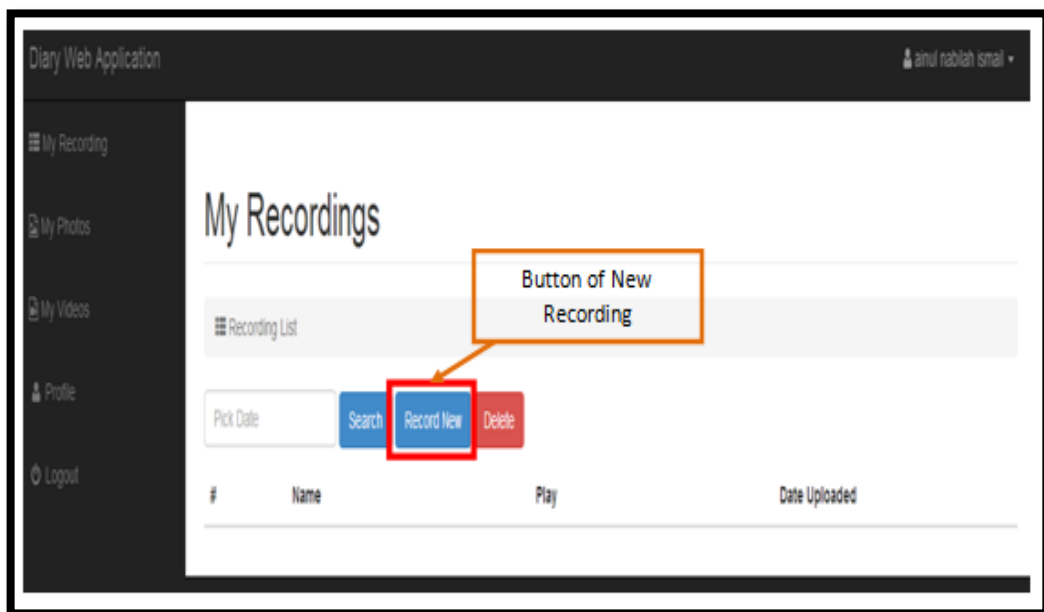 Diary Web Application
ainul nabilah ismail
My Recording
My Photos
My Videos
Profile
Logout
My Recordings
Button of New
Recording
Recording List
Pick Date
Search
Record New
Delete
# Name Play Date Uploaded